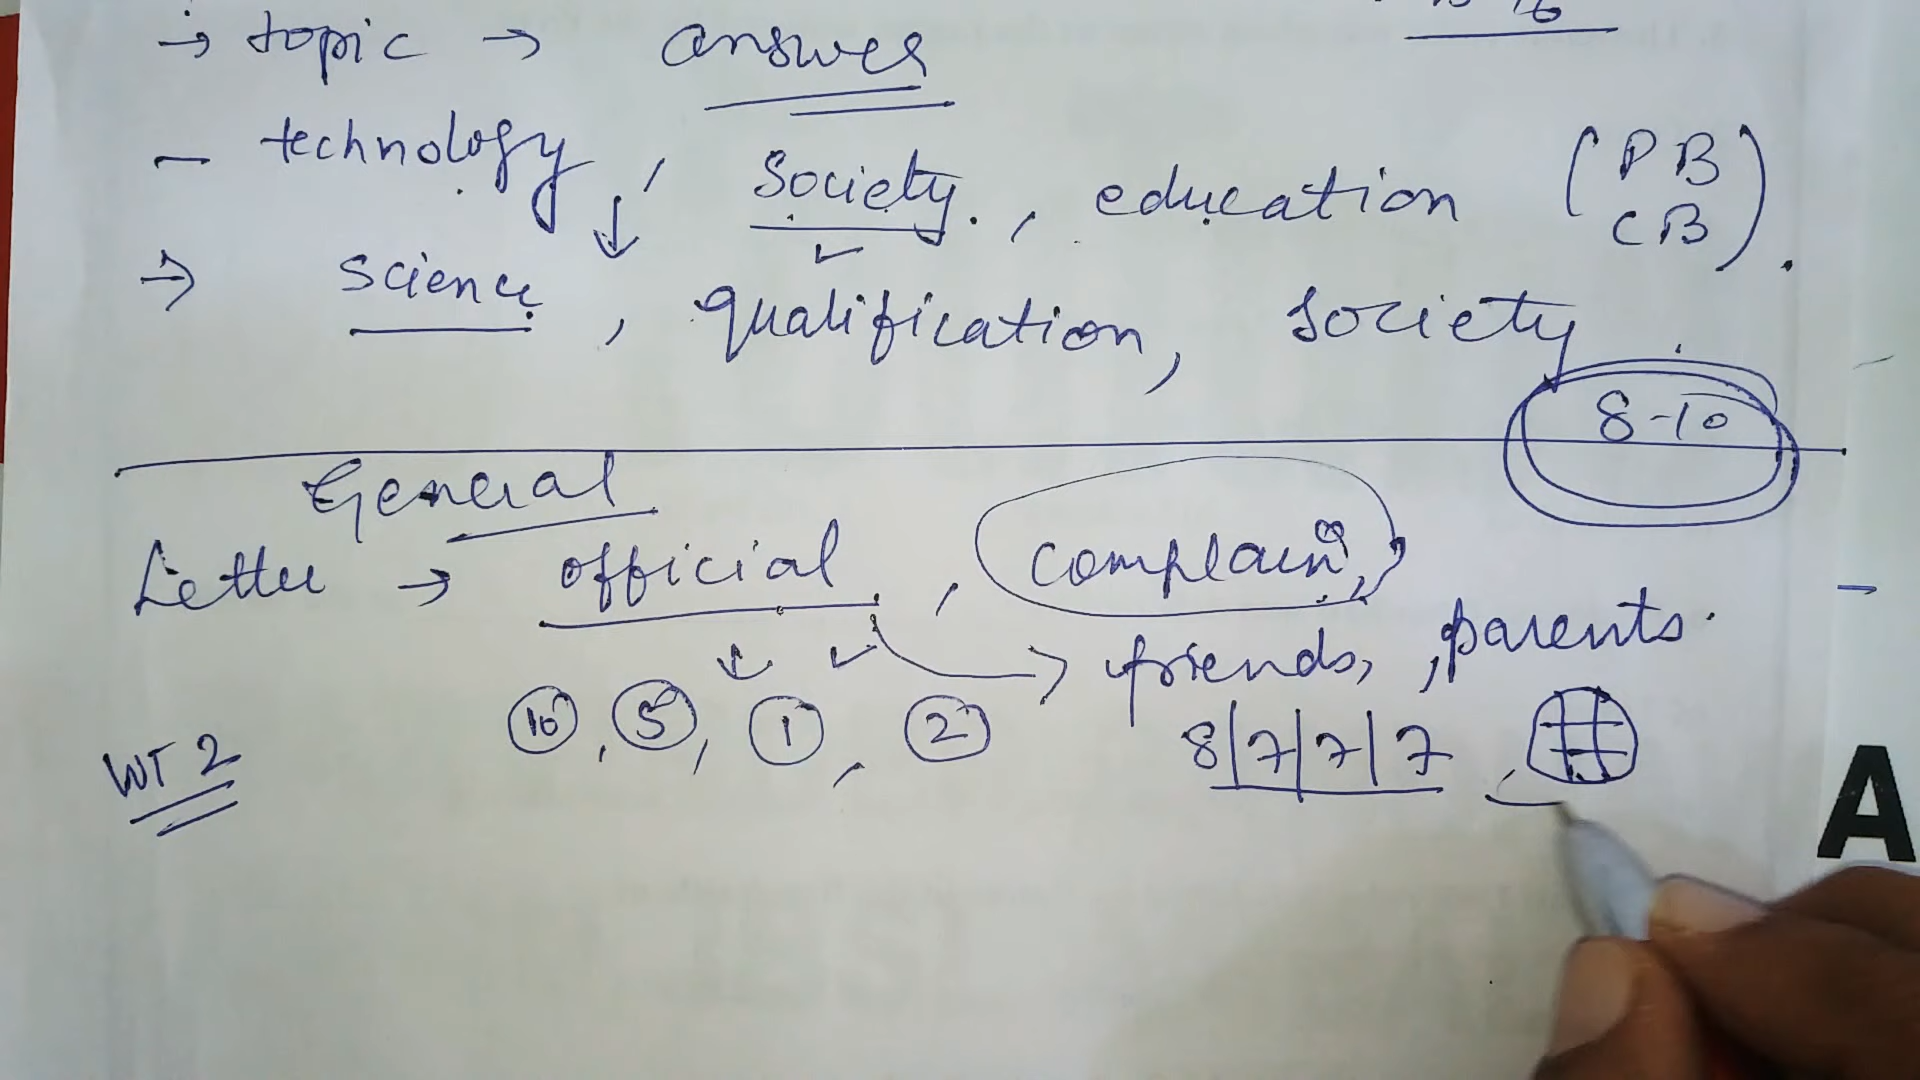 → topic → answer
- technology, Society., education (PB CB).
→ science, qualification, society
8-10
General
Letter → official, complain,
→ friends, parents.
10, 5, 1, 2
8|7|7|7,
WT 2
A